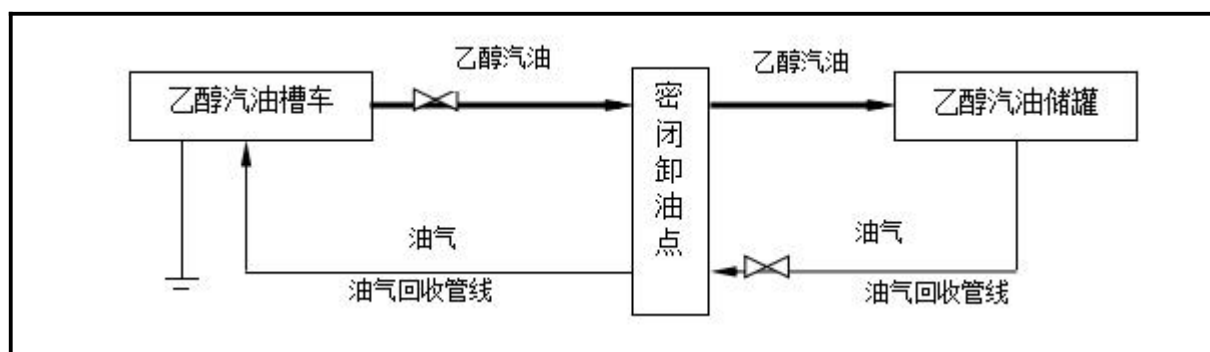 乙醇汽油
乙醇汽油
乙醇汽油槽车
密闭卸油点
乙醇汽油储罐
油气
油气
油气回收管线
油气回收管线